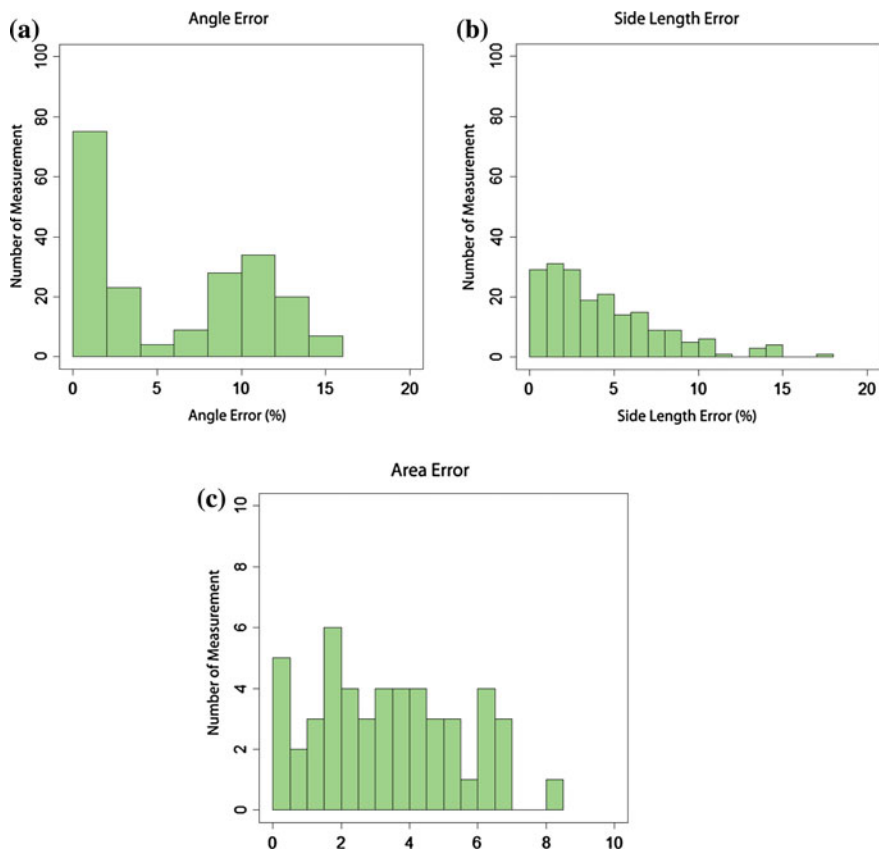 (a)
Angle Error
Number of Measurement
100
80
60
40
20
0
0 5 10 15 20
Angle Error (%)
(b)
Side Length Error
Number of Measurement
100
80
60
40
20
0
0 5 10 15 20
Side Length Error (%)
(c)
Area Error
Number of Measurement
10
8
6
4
2
0
0 2 4 6 8 10